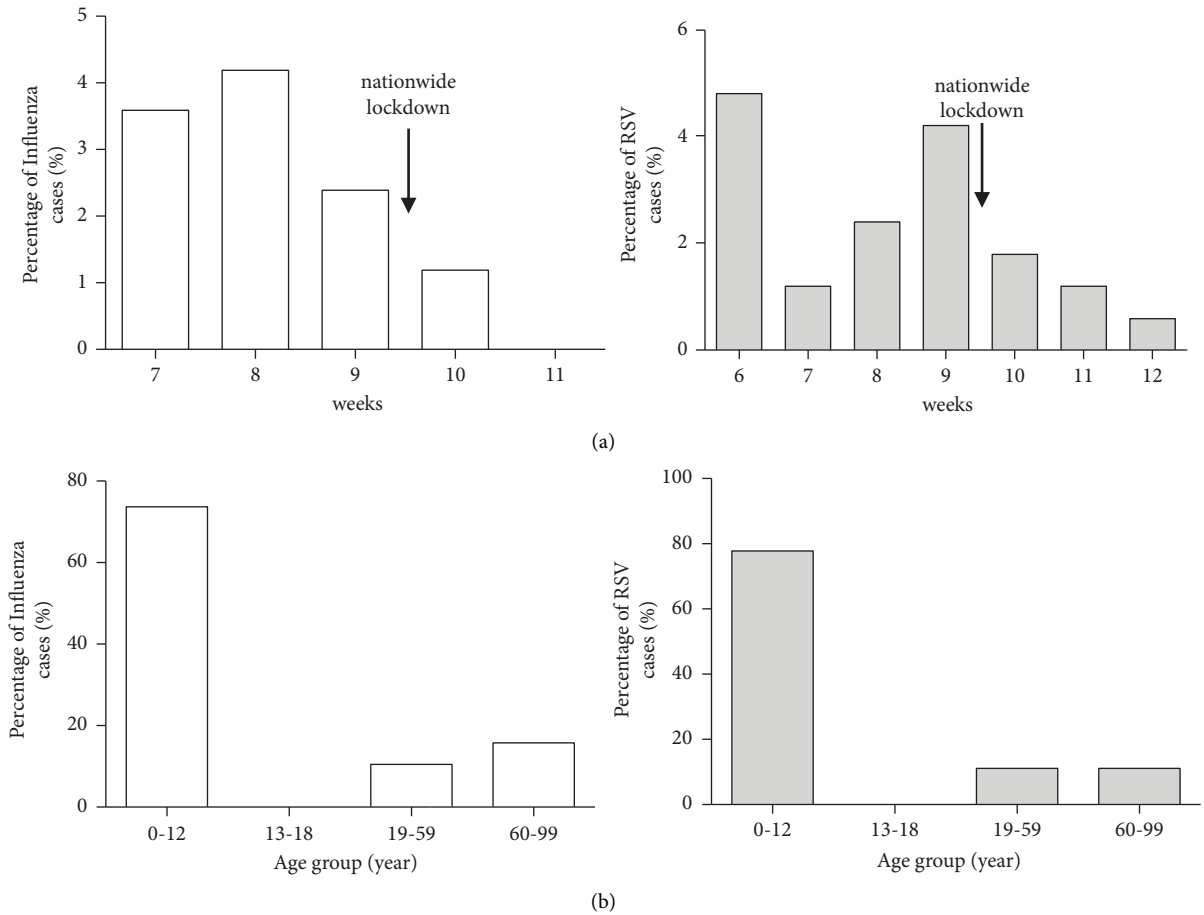 5
4
3
2
1
0
Percentage of Influenza
cases (%)
nationwide
lockdown
7 8 9 10 11
weeks
6
4
2
0
Percentage of RSV
cases (%)
nationwide
lockdown
6 7 8 9 10 11 12
weeks
(a)
80
60
40
20
0
Percentage of Influenza
cases (%)
0-12 13-18 19-59 60-99
Age group (year)
100
80
60
40
20
0
Percentage of RSV
cases (%)
0-12 13-18 19-59 60-99
Age group (year)
(b)